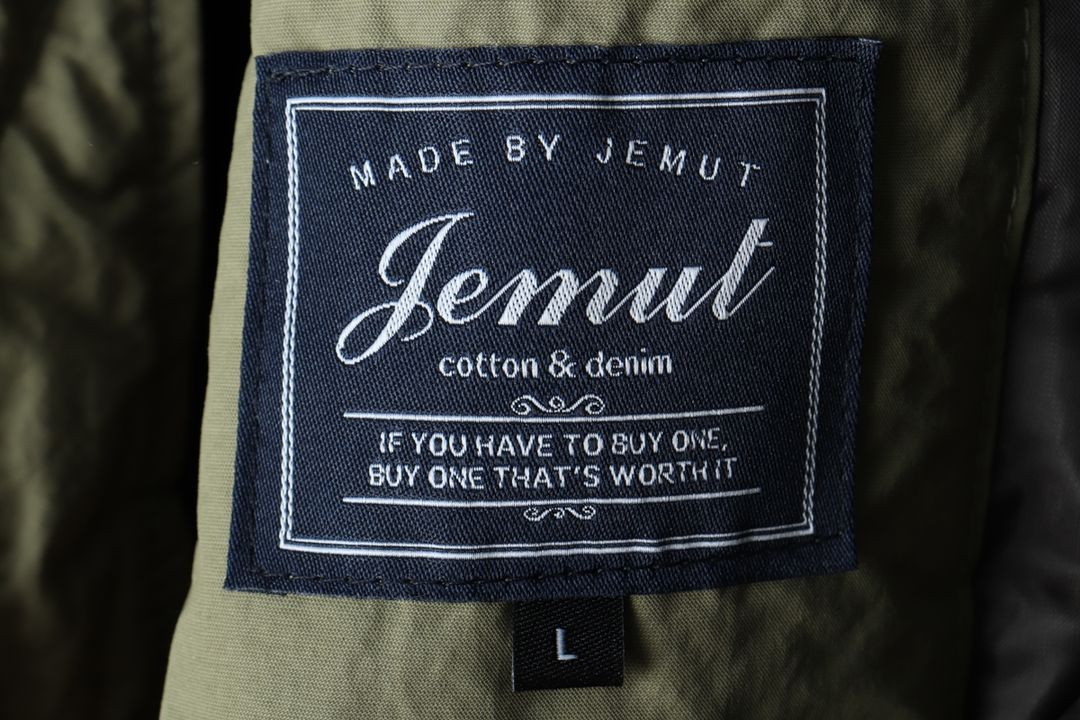 MADE BY JEMUT
Jemut
cotton & denim
IF YOU HAVE TO BUY ONE,
BUY ONE THAT'S WORTH IT
L